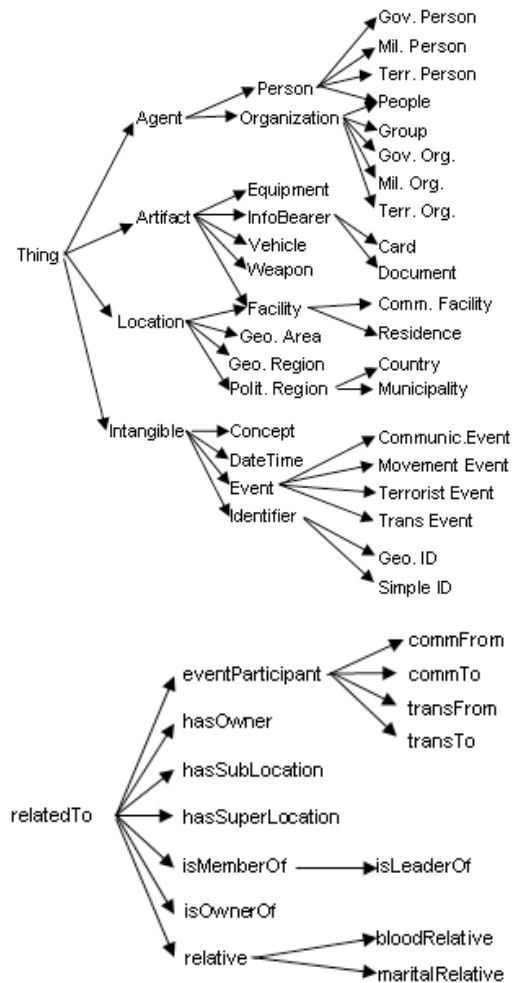 Gov. Person
Mil. Person
Terr. Person
Person
People
Agent
Organization
Group
Gov. Org.
Mil. Org.
Terr. Org.
Equipment
Artifact
InfoBearer
Card
Vehicle
Thing
Weapon
Document
Facility
Comm. Facility
Location
Geo. Area
Residence
Geo. Region
Country
Polit. Region
Municipality
Intangible
Concept
Communic.Event
DateTime
Movement Event
Event
Terrorist Event
Identifier
Trans Event
Geo. ID
Simple ID
commFrom
eventParticipant
commTo
transFrom
hasOwner
transTo
hasSubLocation
relatedTo
hasSuperLocation
isMemberOf
isLeaderOf
isOwnerOf
bloodRelative
relative
maritalRelative